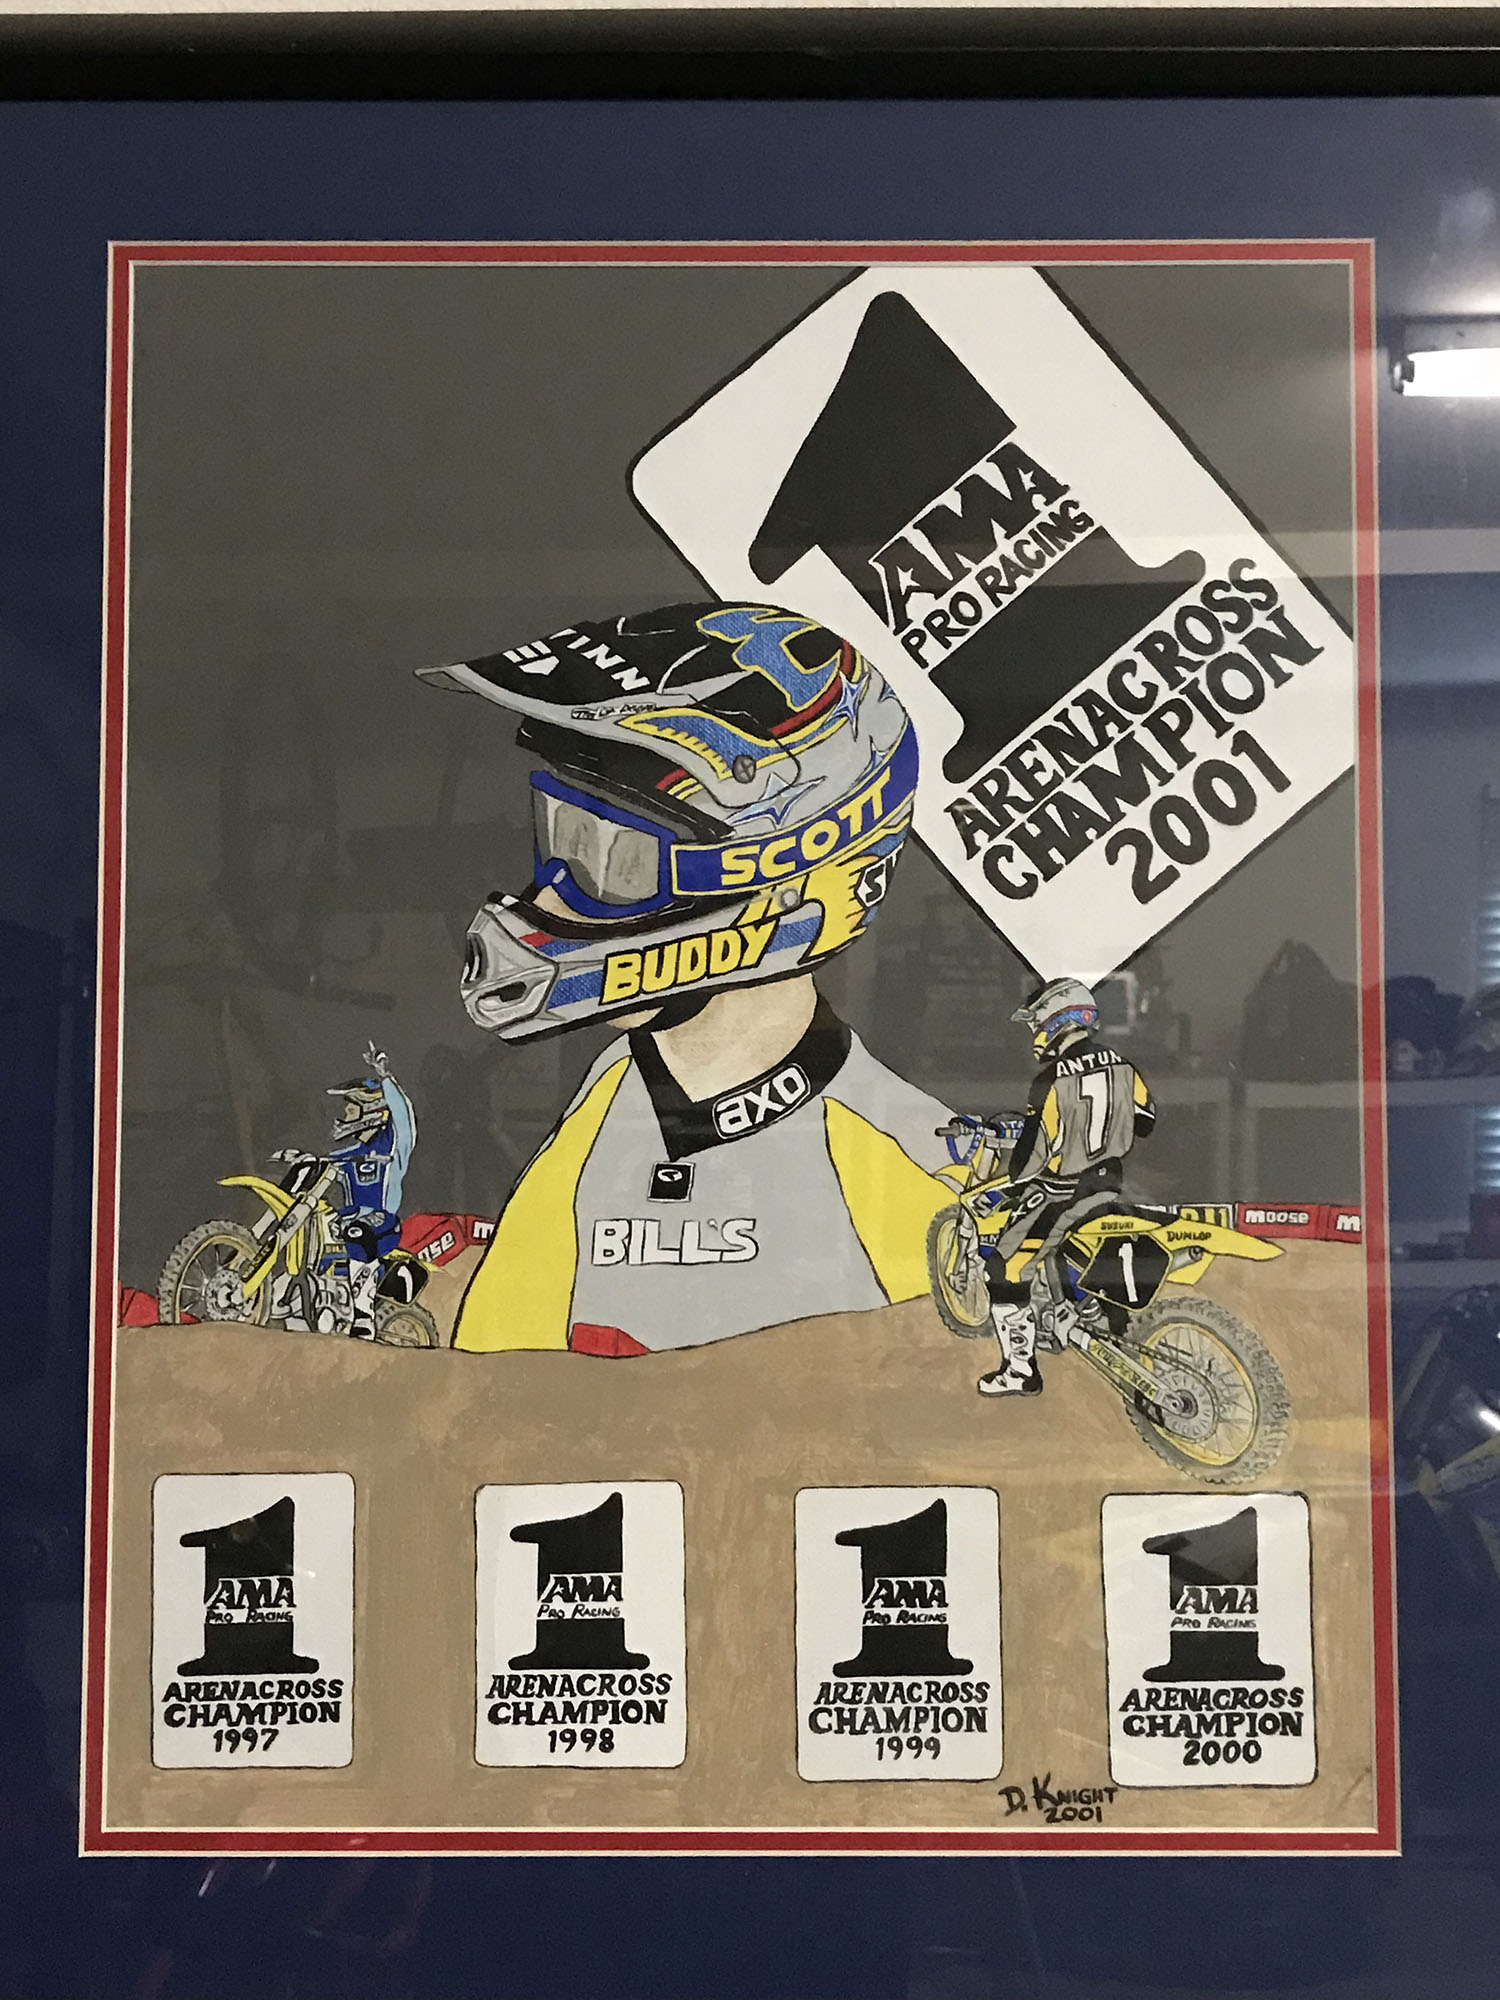 AMA
PRO RACING
ARENACROSS
CHAMPION
2001
SCOTT
BUDDY
axo
BILL'S
ANTUN
1
1
SUZUKI
DUNLOP
1
1
moose
AMA
PRO RACING
ARENACROSS
CHAMPION
1997
AMA
PRO RACING
ARENACROSS
CHAMPION
1998
AMA
PRO RACING
ARENACROSS
CHAMPION
1999
AMA
PRO RACING
ARENACROSS
CHAMPION
2000
D. KNIGHT
2001